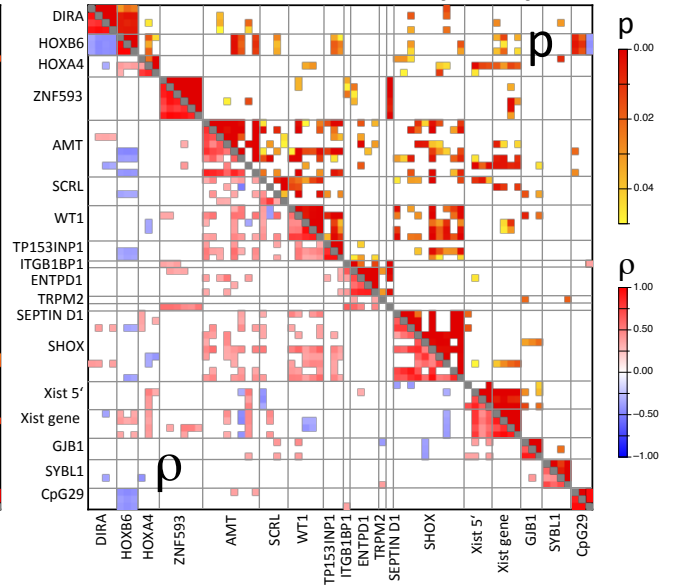 DIRA
HOXB6
HOXA4
ZNF593
AMT
SCRL
WT1
TP153INP1
ITGB1BP1
ENTPD1
TRPM2
SEPTIN D1
SHOX
Xist 5‘
Xist gene
GJB1
SYBL1
CpG29
p
ρ
p
0.00
0.02
0.04
ρ
1.00
0.50
0.00
-0.50
-1.00
DIRA
HOXB6
HOXA4
ZNF593
AMT
SCRL
WT1
TP153INP1
ITGB1BP1
ENTPD1
TRPM2
SEPTIN D1
SHOX
Xist 5‘
Xist gene
GJB1
SYBL1
CpG29